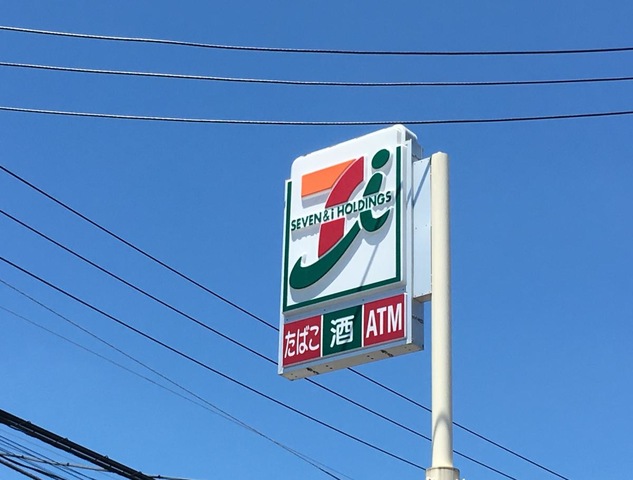 SEVEN & i HOLDINGS
たばこ 酒 ATM